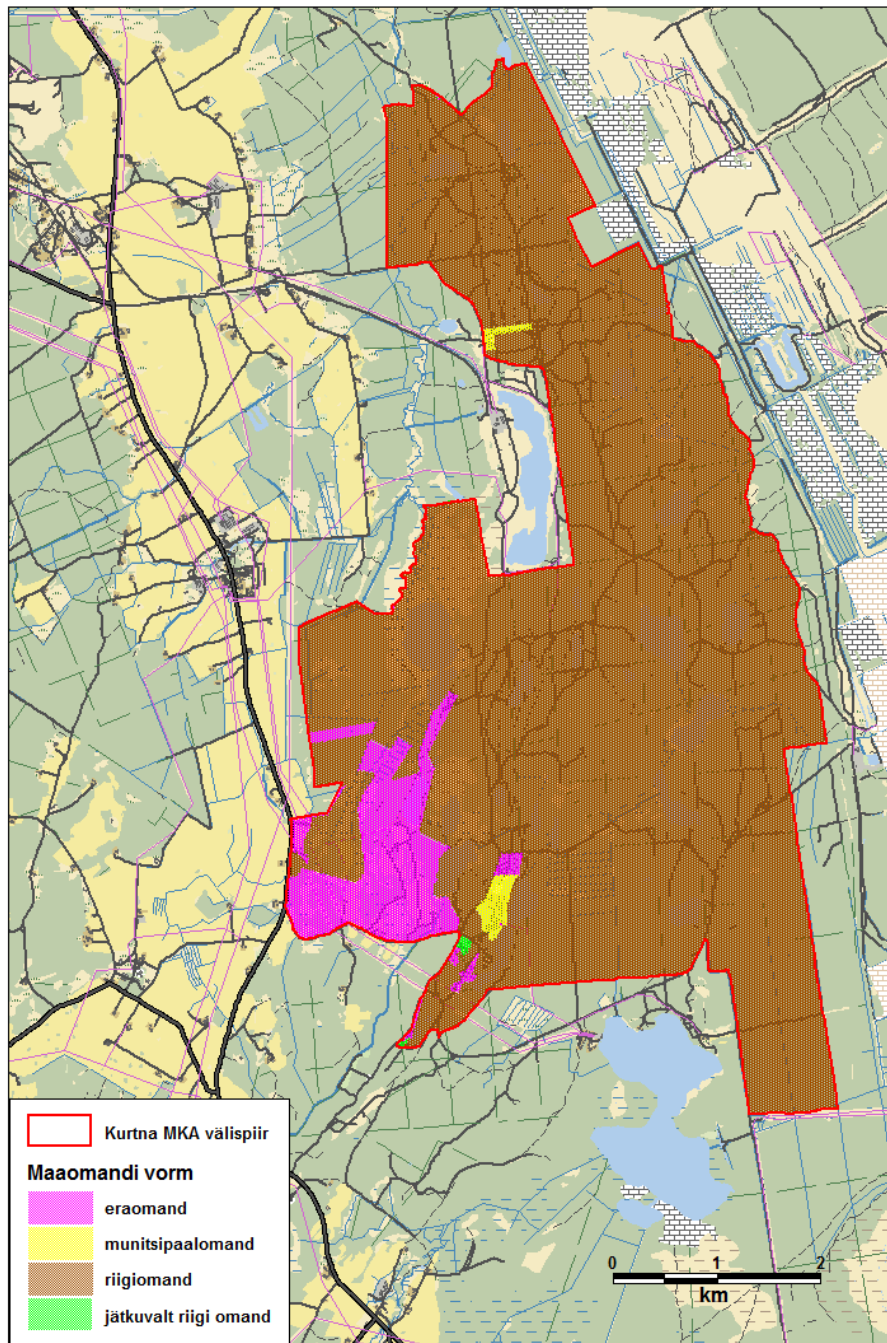 Kurtna MKA välispiir
Maaomandi vorm
eraomand
munitsipaalomand
riigiomand
jätkuvalt riigi omand
0 1 2
km